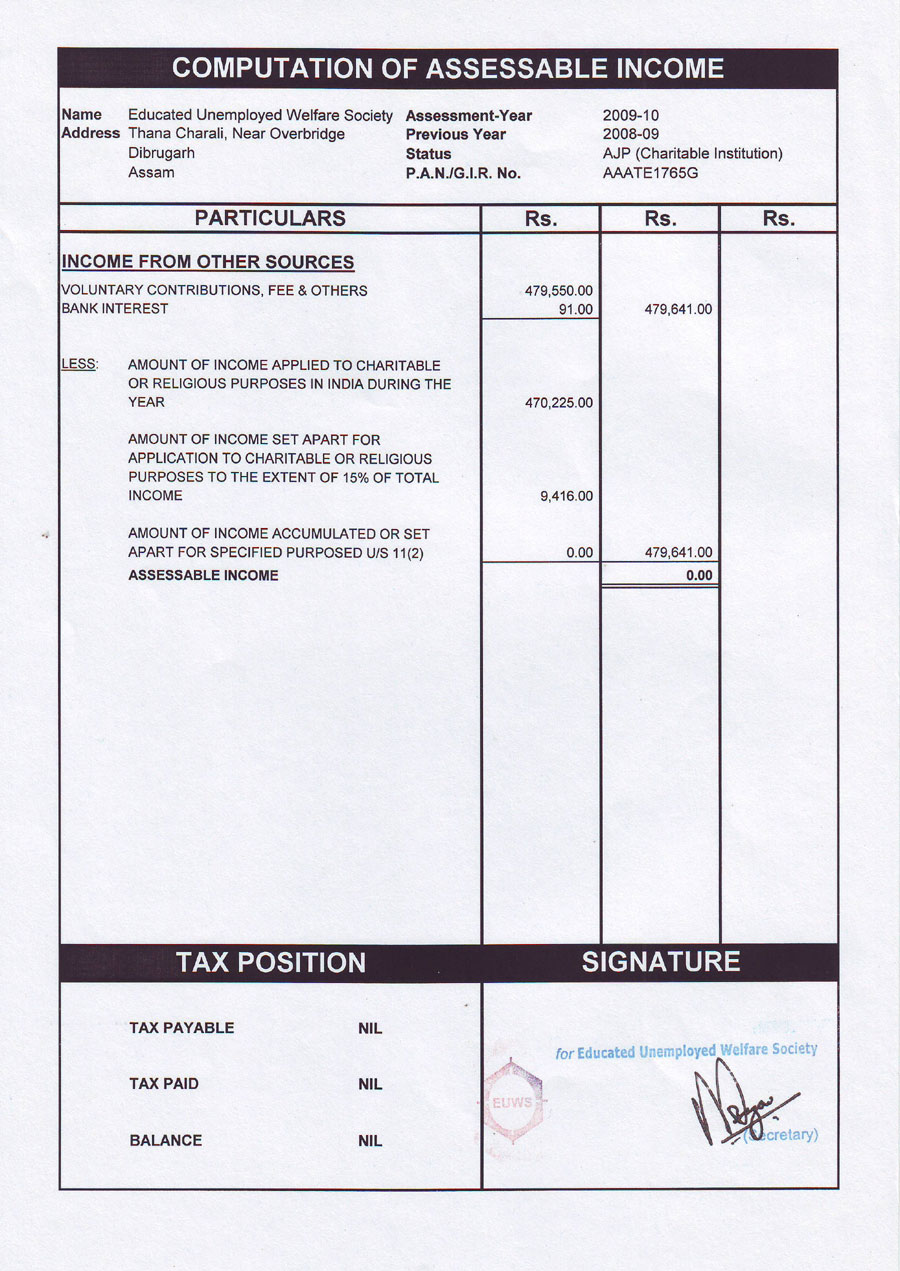 COMPUTATION OF ASSESSABLE INCOME
Name Educated Unemployed Welfare Society Assessment-Year 2009-10
Address Thana Charali, Near Overbridge Previous Year 2008-09
Dibrugarh Status AJP (Charitable Institution)
Assam P.A.N./G.I.R. No. AAATE1765G
PARTICULARS Rs. Rs. Rs.
INCOME FROM OTHER SOURCES
VOLUNTARY CONTRIBUTIONS, FEE & OTHERS 479,550.00
BANK INTEREST 91.00 479,641.00
LESS: AMOUNT OF INCOME APPLIED TO CHARITABLE
OR RELIGIOUS PURPOSES IN INDIA DURING THE
YEAR 470,225.00
AMOUNT OF INCOME SET APART FOR
APPLICATION TO CHARITABLE OR RELIGIOUS
PURPOSES TO THE EXTENT OF 15% OF TOTAL
INCOME 9,416.00
AMOUNT OF INCOME ACCUMULATED OR SET
APART FOR SPECIFIED PURPOSED U/S 11(2) 0.00 479,641.00
ASSESSABLE INCOME 0.00
TAX POSITION SIGNATURE
TAX PAYABLE NIL
for Educated Unemployed Welfare Society
TAX PAID NIL
EUWS
BALANCE NIL
(Secretary)